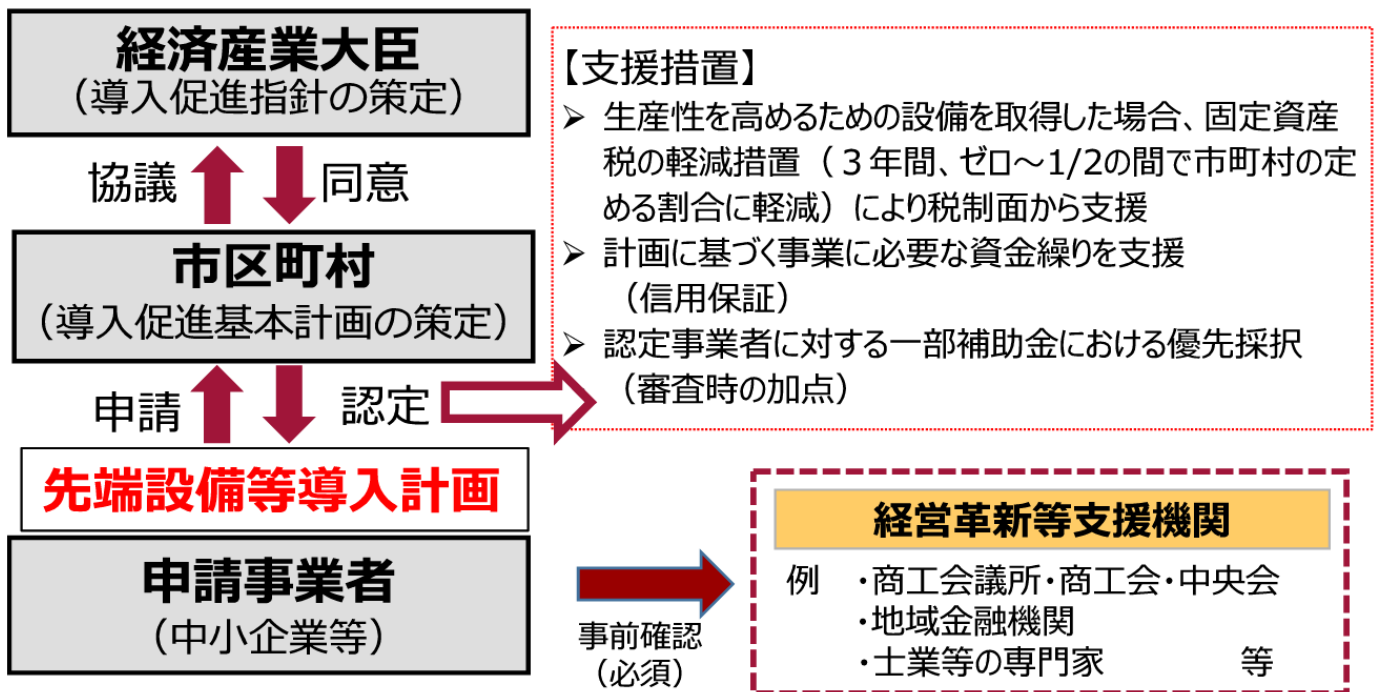 経済産業大臣
（導入促進指針の策定）
協議
同意
市区町村
（導入促進基本計画の策定）
申請
認定
先端設備等導入計画
申請事業者
（中小企業等）
【支援措置】
➢ 生産性を高めるための設備を取得した場合、固定資産
税の軽減措置（３年間、ゼロ～1/2の間で市町村の定
める割合に軽減）により税制面から支援
➢ 計画に基づく事業に必要な資金繰りを支援
（信用保証）
➢ 認定事業者に対する一部補助金における優先採択
（審査時の加点）
事前確認
（必須）
経営革新等支援機関
例 ・商工会議所・商工会・中央会
・地域金融機関
・士業等の専門家 等